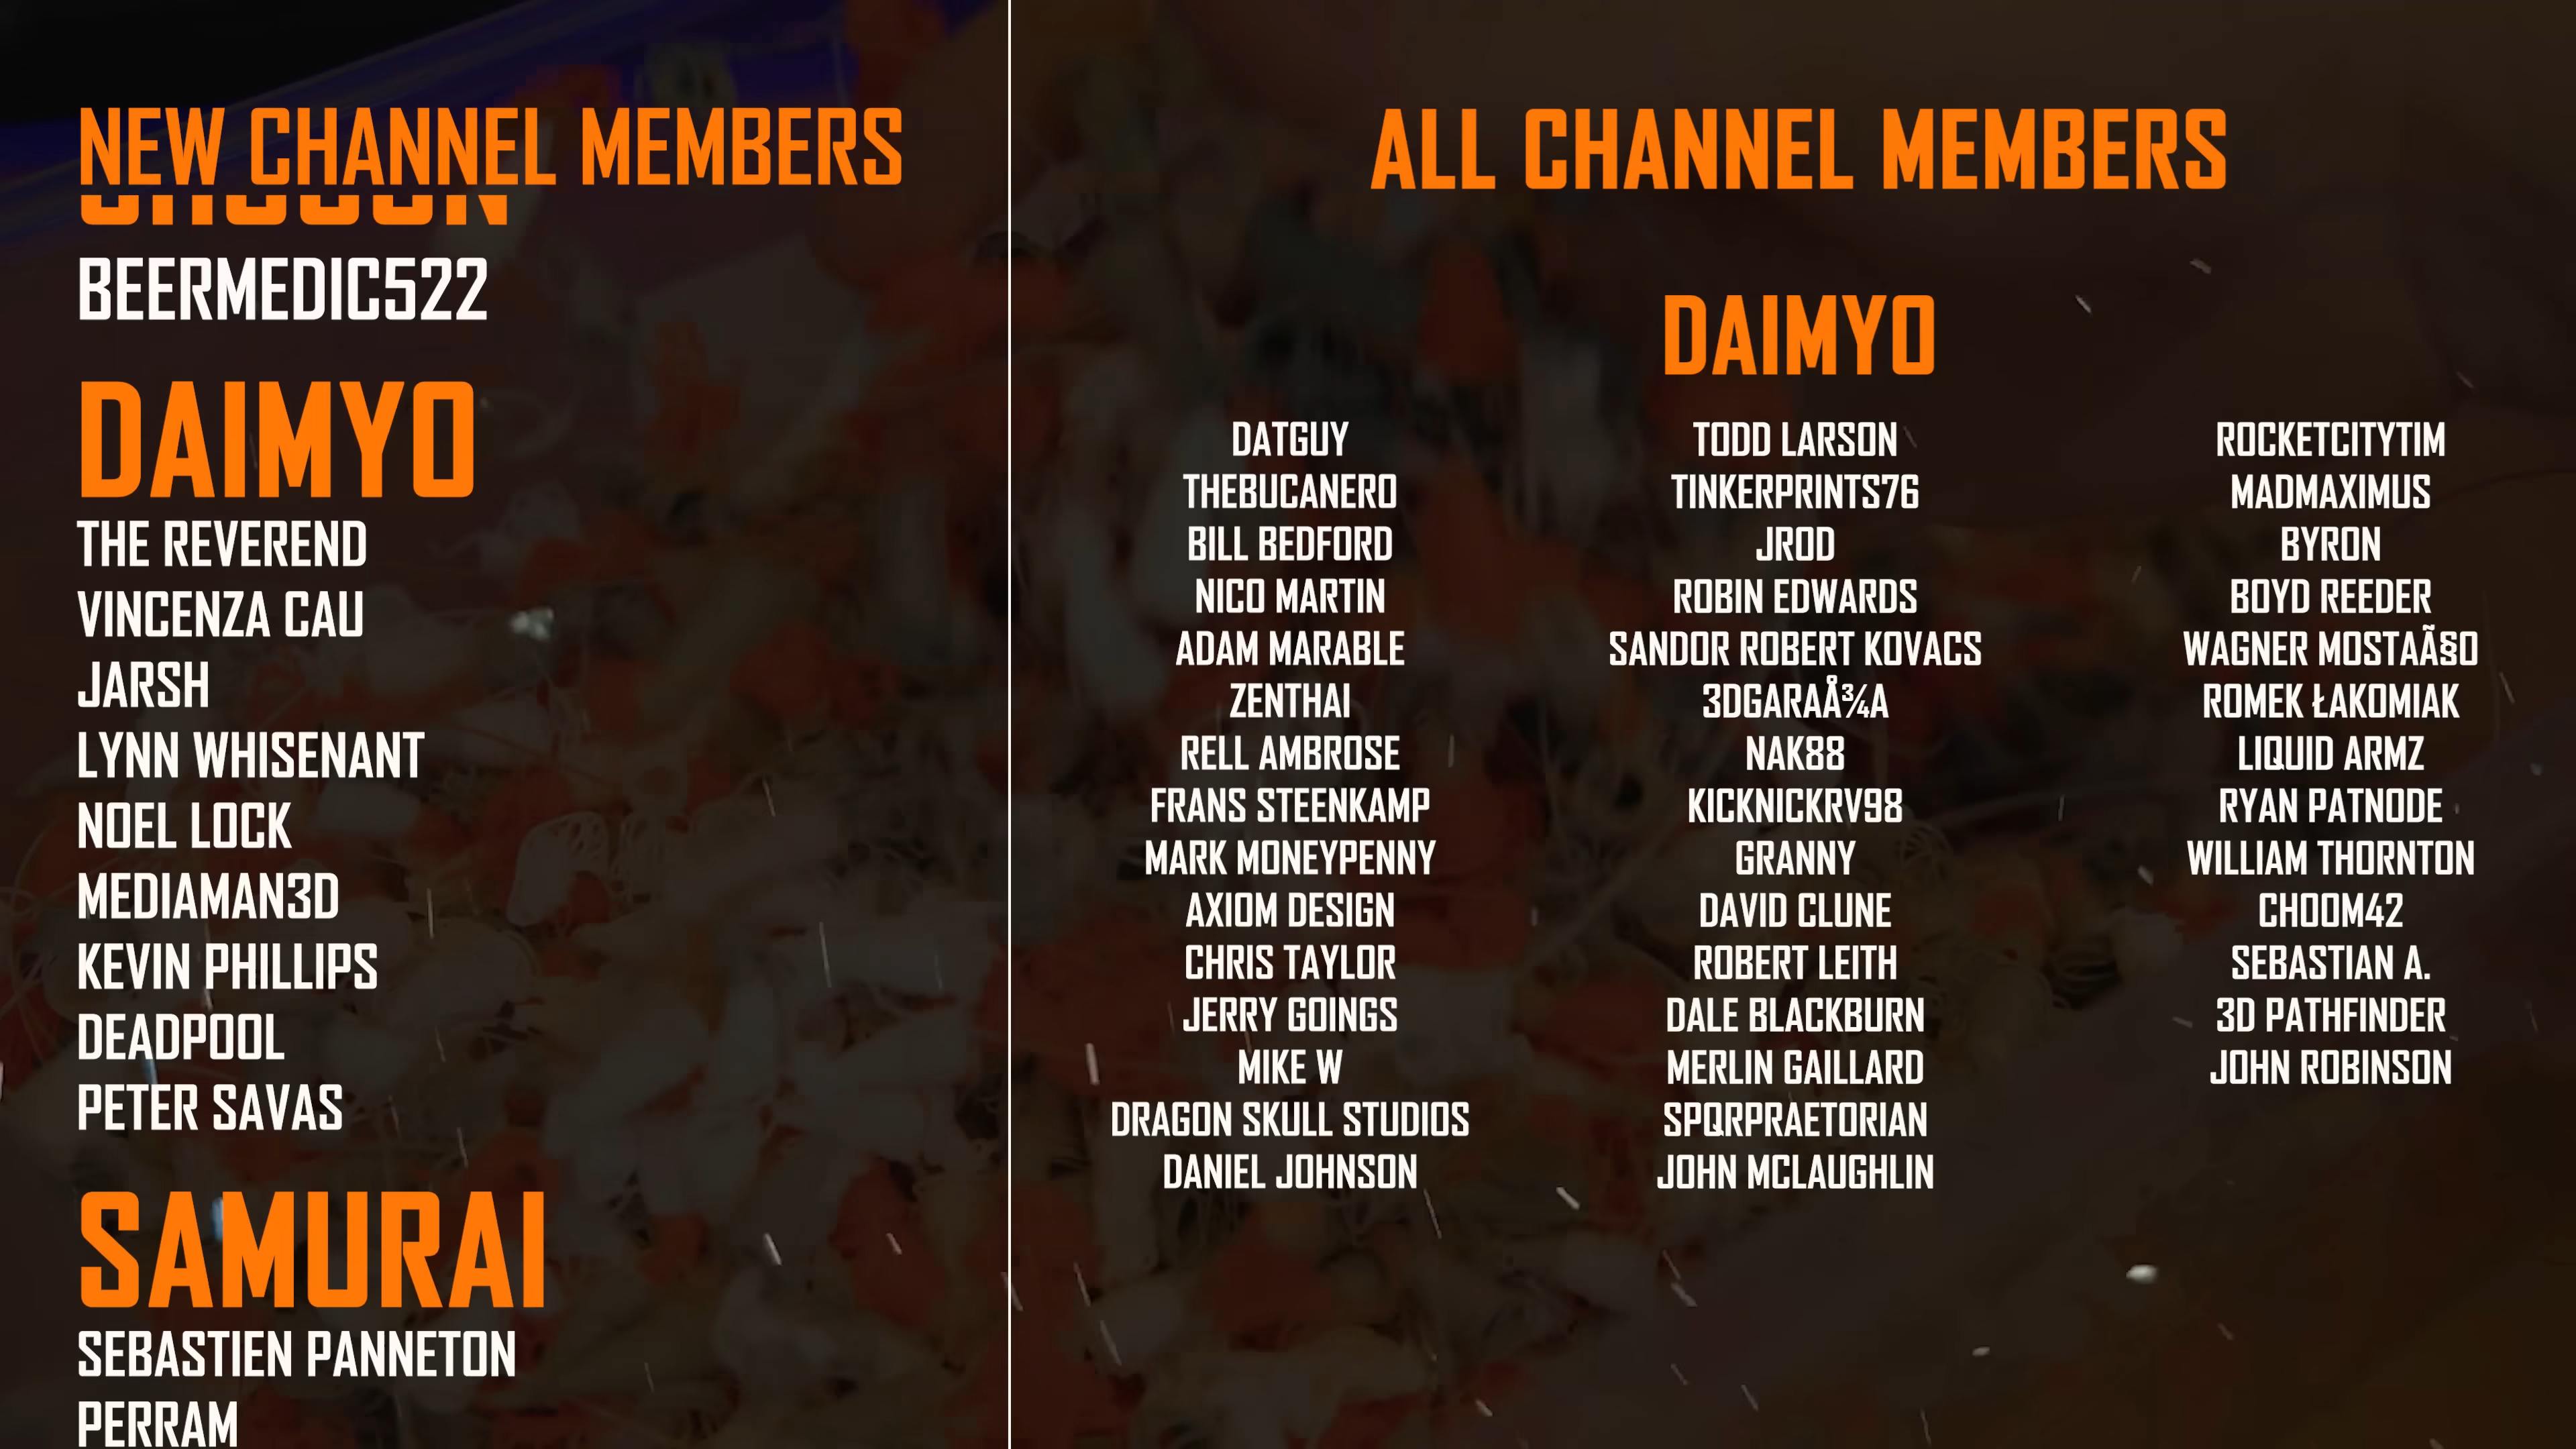 NEW CHANNEL MEMBERS
BEERMEDIC522
DAIMYO
THE REVEREND
VINCENZA CAU
JARSH
LYNN WHISENANT
NOEL LOCK
MEDIAMAN3D
KEVIN PHILLIPS
DEADPOOL
PETER SAVAS
SAMURAI
SEBASTIEN PANNETON
PERRAM
ALL CHANNEL MEMBERS
DAIMYO
DATGUY
THEBUCANERO
BILL BEDFORD
NICO MARTIN
ADAM MARABLE
ZENTHAI
RELL AMBROSE
FRANS STEENKAMP
MARK MONEYPENNY
AXIOM DESIGN
CHRIS TAYLOR
JERRY GOINGS
MIKE W
DRAGON SKULL STUDIOS
DANIEL JOHNSON
TODD LARSON
TINKERPRINTS76
JROD
ROBIN EDWARDS
SANDOR ROBERT KOVACS
3DGARAÅ¾A
NAK88
KICKNICKRV98
GRANNY
DAVID CLUNE
ROBERT LEITH
DALE BLACKBURN
MERLIN GAILLARD
SPQRPRAETORIAN
JOHN MCLAUGHLIN
ROCKETCITYTIM
MADMAXIMUS
BYRON
BOYD REEDER
WAGNER MOSTAÃ§O
ROMEK ŁAKOMIAK
LIQUID ARMZ
RYAN PATNODE
WILLIAM THORNTON
CHOOM42
SEBASTIAN A.
3D PATHFINDER
JOHN ROBINSON